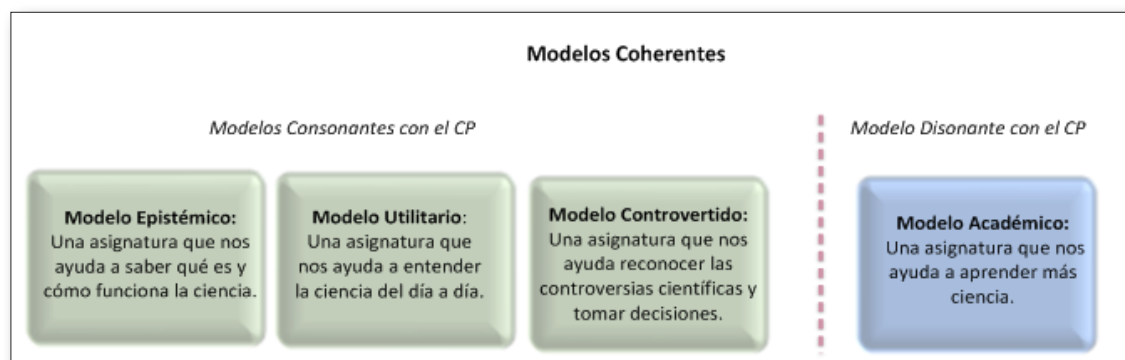 Modelos Coherentes
Modelos Consonantes con el CP
Modelo Disonante con el CP
Modelo Epistémico:
Una asignatura que nos
ayuda a saber qué es y
cómo funciona la ciencia.
Modelo Utilitario:
Una asignatura que
nos ayuda a entender
la ciencia del día a día.
Modelo Controvertido:
Una asignatura que nos
ayuda reconocer las
controversias científicas y
tomar decisiones.
Modelo Académico:
Una asignatura que nos
ayuda a aprender más
ciencia.